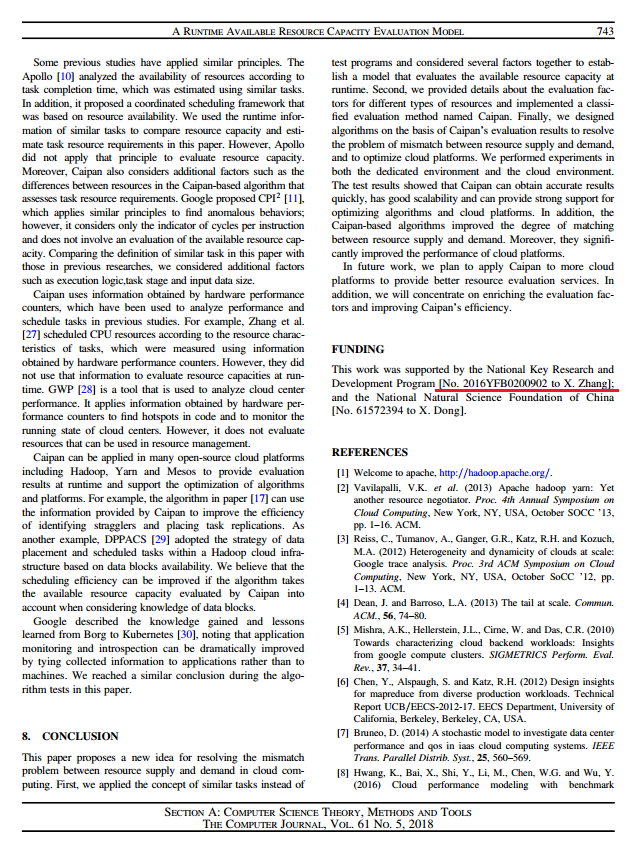 A RUNTIME AVAILABLE RESOURCE CAPACITY EVALUATION MODEL 743
Some previous studies have applied similar principles. The
Apollo [10] analyzed the availability of resources according to
task completion time, which was estimated using similar tasks.
In addition, it proposed a coordinated scheduling framework that
was based on resource availability. We used the runtime infor-
mation of similar tasks to compare resource capacity and esti-
mate task resource requirements in this paper. However, Apollo
did not apply that principle to evaluate resource capacity.
Moreover, Caipan also considers additional factors such as the
differences between resources in the Caipan-based algorithm that
assesses task resource requirements. Google proposed CPI² [11],
which applies similar principles to find anomalous behaviors;
however, it considers only the indicator of cycles per instruction
and does not involve an evaluation of the available resource cap-
acity. Comparing the definition of similar task in this paper with
those in previous researches, we considered additional factors
such as execution logic,task stage and input data size.
Caipan uses information obtained by hardware performance
counters, which have been used to analyze performance and
schedule tasks in previous studies. For example, Zhang et al.
[27] scheduled CPU resources according to the resource charac-
teristics of tasks, which were measured using information
obtained by hardware performance counters. However, they did
not use that information to evaluate resource capacities at run-
time. GWP [28] is a tool that is used to analyze cloud center
performance. It applies information obtained by hardware per-
formance counters to find hotspots in code and to monitor the
running state of cloud centers. However, it does not evaluate
resources that can be used in resource management.
Caipan can be applied in many open-source cloud platforms
including Hadoop, Yarn and Mesos to provide evaluation
results at runtime and support the optimization of algorithms
and platforms. For example, the algorithm in paper [17] can use
the information provided by Caipan to improve the efficiency
of identifying stragglers and placing task replications. As
another example, DPPACS [29] adopted the strategy of data
placement and scheduled tasks within a Hadoop cloud infra-
structure based on data blocks availability. We believe that the
scheduling efficiency can be improved if the algorithm takes
the available resource capacity evaluated by Caipan into
account when considering knowledge of data blocks.
Google described the knowledge gained and lessons
learned from Borg to Kubernetes [30], noting that application
monitoring and introspection can be dramatically improved
by tying collected information to applications rather than to
machines. We reached a similar conclusion during the algo-
rithm tests in this paper.
8. CONCLUSION
This paper proposes a new idea for resolving the mismatch
problem between resource supply and demand in cloud com-
puting. First, we applied the concept of similar tasks instead of
test programs and considered several factors together to estab-
lish a model that evaluates the available resource capacity at
runtime. Second, we provided details about the evaluation fac-
tors for different types of resources and implemented a classi-
fied evaluation method named Caipan. Finally, we designed
algorithms on the basis of Caipan's evaluation results to resolve
the problem of mismatch between resource supply and demand,
and to optimize cloud platforms. We performed experiments in
both the dedicated environment and the cloud environment.
The test results showed that Caipan can obtain accurate results
quickly, has good scalability and can provide strong support for
optimizing algorithms and cloud platforms. In addition, the
Caipan-based algorithms improved the degree of matching
between resource supply and demand. Moreover, they signifi-
cantly improved the performance of cloud platforms.
In future work, we plan to apply Caipan to more cloud
platforms to provide better resource evaluation services. In
addition, we will concentrate on enriching the evaluation fac-
tors and improving Caipan's efficiency.
FUNDING
This work was supported by the National Key Research and
Development Program [No. 2016YFB0200902 to X. Zhang];
and the National Natural Science Foundation of China
[No. 61572394 to X. Dong].
REFERENCES
[1] Welcome to apache, http://hadoop.apache.org/.
[2] Vavilapalli, V.K. et al. (2013) Apache hadoop yarn: Yet
another resource negotiator. Proc. 4th Annual Symposium on
Cloud Computing, New York, NY, USA, October SOCC '13,
pp. 1–16. ACM.
[3] Reiss, C., Tumanov, A., Ganger, G.R., Katz, R.H. and Kozuch,
M.A. (2012) Heterogeneity and dynamicity of clouds at scale:
Google trace analysis. Proc. 3rd ACM Symposium on Cloud
Computing, New York, NY, USA, October SoCC '12, pp.
1–13. ACM.
[4] Dean, J. and Barroso, L.A. (2013) The tail at scale. Commun.
ACM., 56, 74–80.
[5] Mishra, A.K., Hellerstein, J.L., Cirne, W. and Das, C.R. (2010)
Towards characterizing cloud backend workloads: Insights
from google compute clusters. SIGMETRICS Perform. Eval.
Rev., 37, 34–41.
[6] Chen, Y., Alspaugh, S. and Katz, R.H. (2012) Design insights
for mapreduce from diverse production workloads. Technical
Report UCB/EECS-2012-17. EECS Department, University of
California, Berkeley, Berkeley, CA, USA.
[7] Bruneo, D. (2014) A stochastic model to investigate data center
performance and qos in iaas cloud computing systems. IEEE
Trans. Parallel Distrib. Syst., 25, 560–569.
[8] Hwang, K., Bai, X., Shi, Y., Li, M., Chen, W.G. and Wu, Y.
(2016) Cloud performance modeling with benchmark
SECTION A: COMPUTER SCIENCE THEORY, METHODS AND TOOLS
THE COMPUTER JOURNAL, VOL. 61 NO. 5, 2018